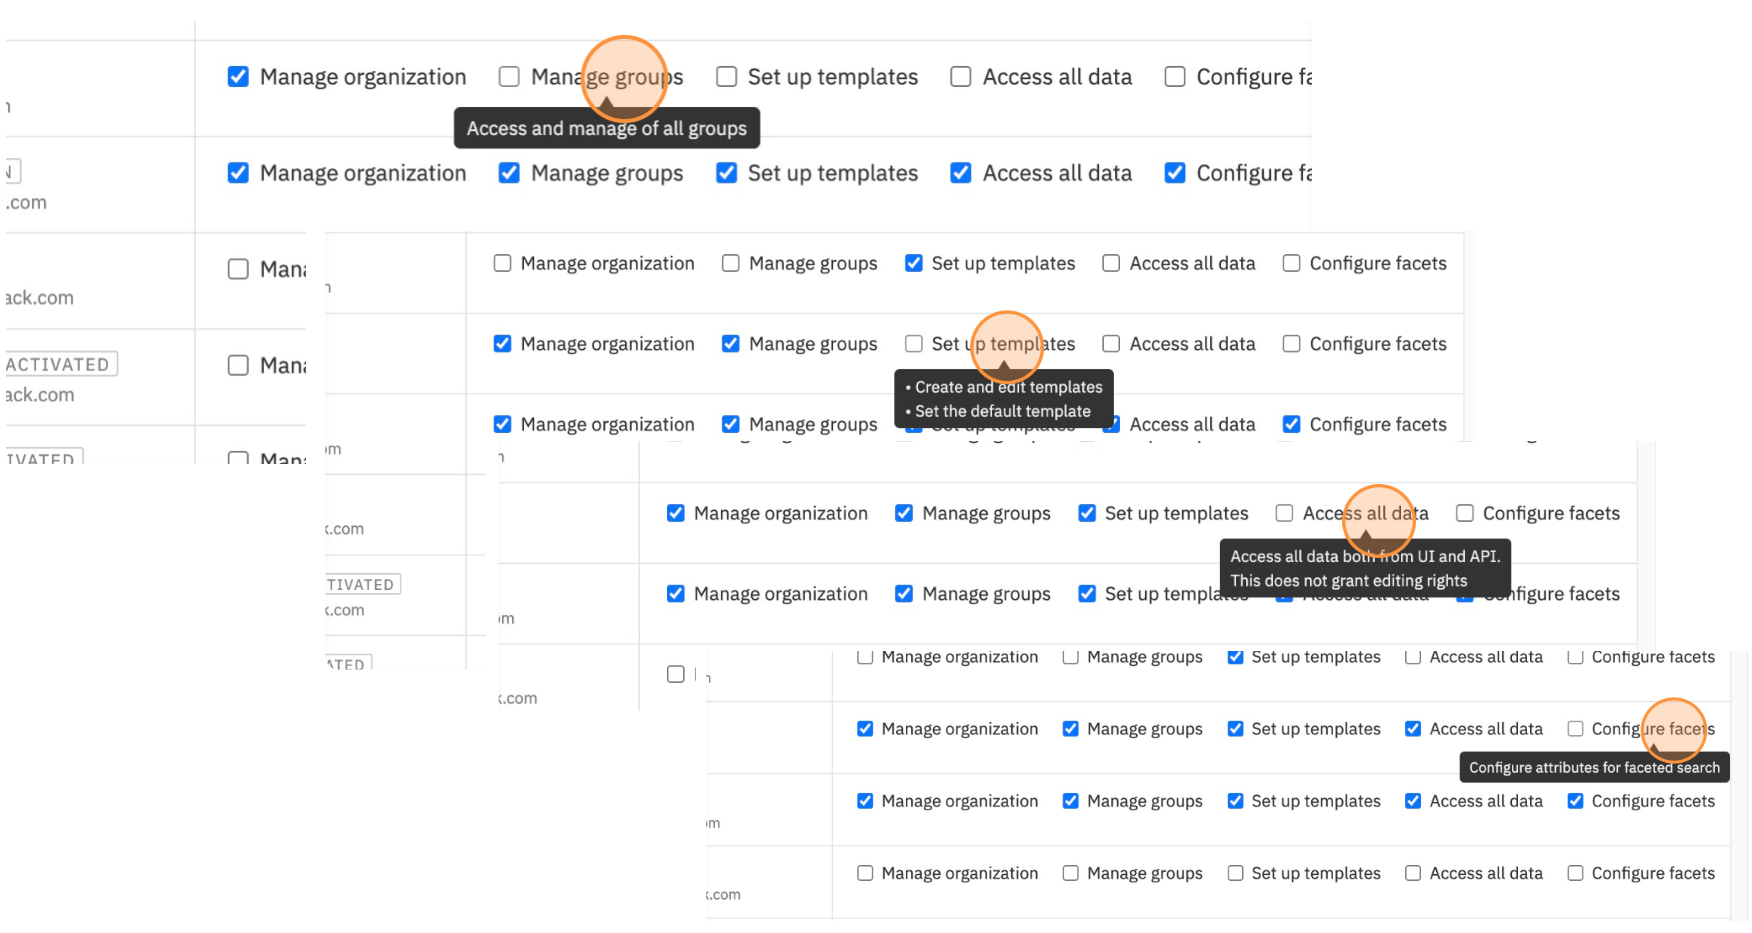 Manage organization Manage groups Set up templates Access all data Configure fa
Access and manage of all groups
Manage organization Manage groups Set up templates Access all data Configure fa
.com
Manage organization Manage groups Set up templates Access all data Configure facets
ack.com
Manage organization Manage groups Set up templates Access all data Configure facets
ACTIVATED
• Create and edit templates
ack.com
• Set the default template
Manage organization Manage groups Access all data Configure facets
Manage organization Manage groups Set up templates Access all data Configure facets
.com
Access all data both from UI and API.
This does not grant editing rights
TIVATED
Manage organization Manage groups Set up templates Configure facets
.com
Manage organization Manage groups Set up templates Access all data Configure facets
.com
Manage organization Manage groups Set up templates Access all data Configure facets
Configure attributes for faceted search
Manage organization Manage groups Set up templates Access all data Configure facets
Manage organization Manage groups Set up templates Access all data Configure facets
.com